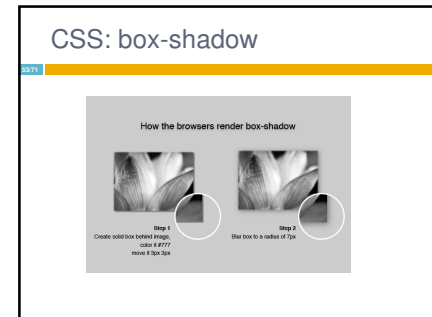 CSS: box-shadow
53/71
How the browsers render box-shadow
Step 1
Create solid box behind image,
color it #777
move it 3px 3px
Step 2
Blur box to a radius of 7px